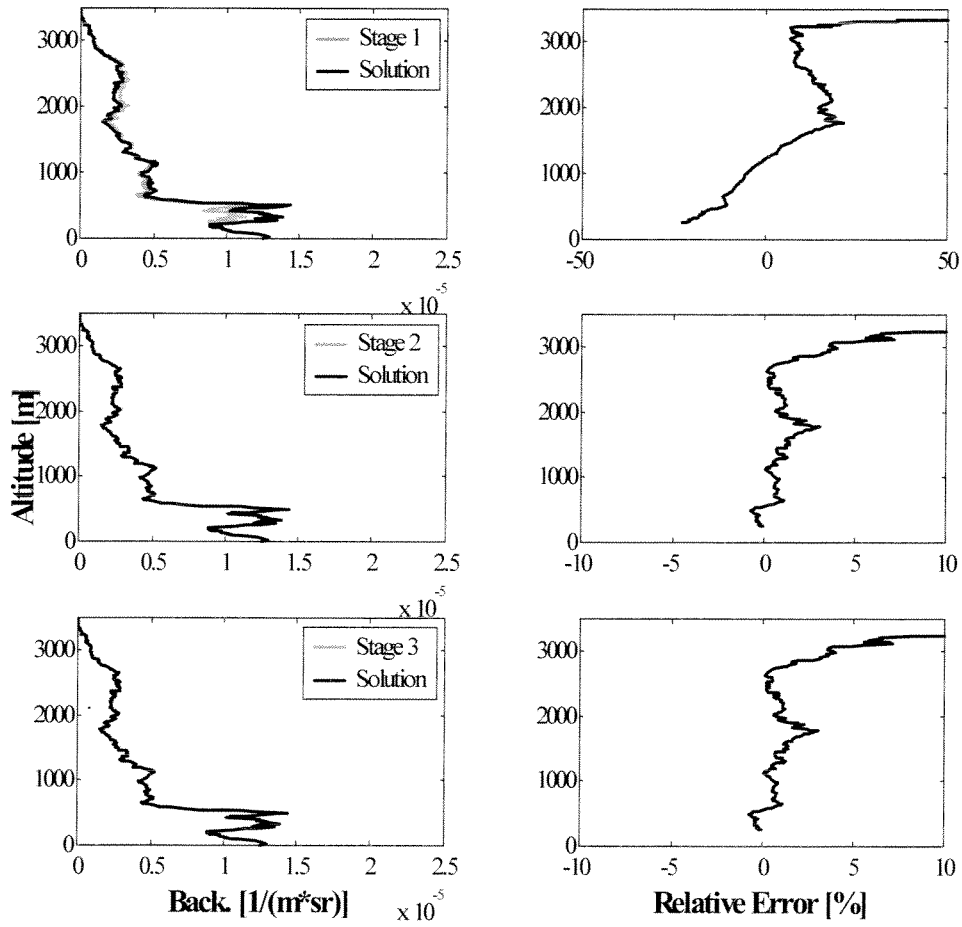 3000
2000
1000
0
Stage 1
Solution
0 0.5 1 1.5 2 2.5
x 10
-5
3000
2000
1000
0
-50 0 50
Altitude [m]
3000
2000
1000
0
Stage 2
Solution
0 0.5 1 1.5 2 2.5
x 10
-5
3000
2000
1000
0
-10 -5 0 5 10
3000
2000
1000
0
Stage 3
Solution
0 0.5 1 1.5 2 2.5
Back. [1/(m*sr)]
x 10
-5
3000
2000
1000
0
-10 -5 0 5 10
Relative Error [%]